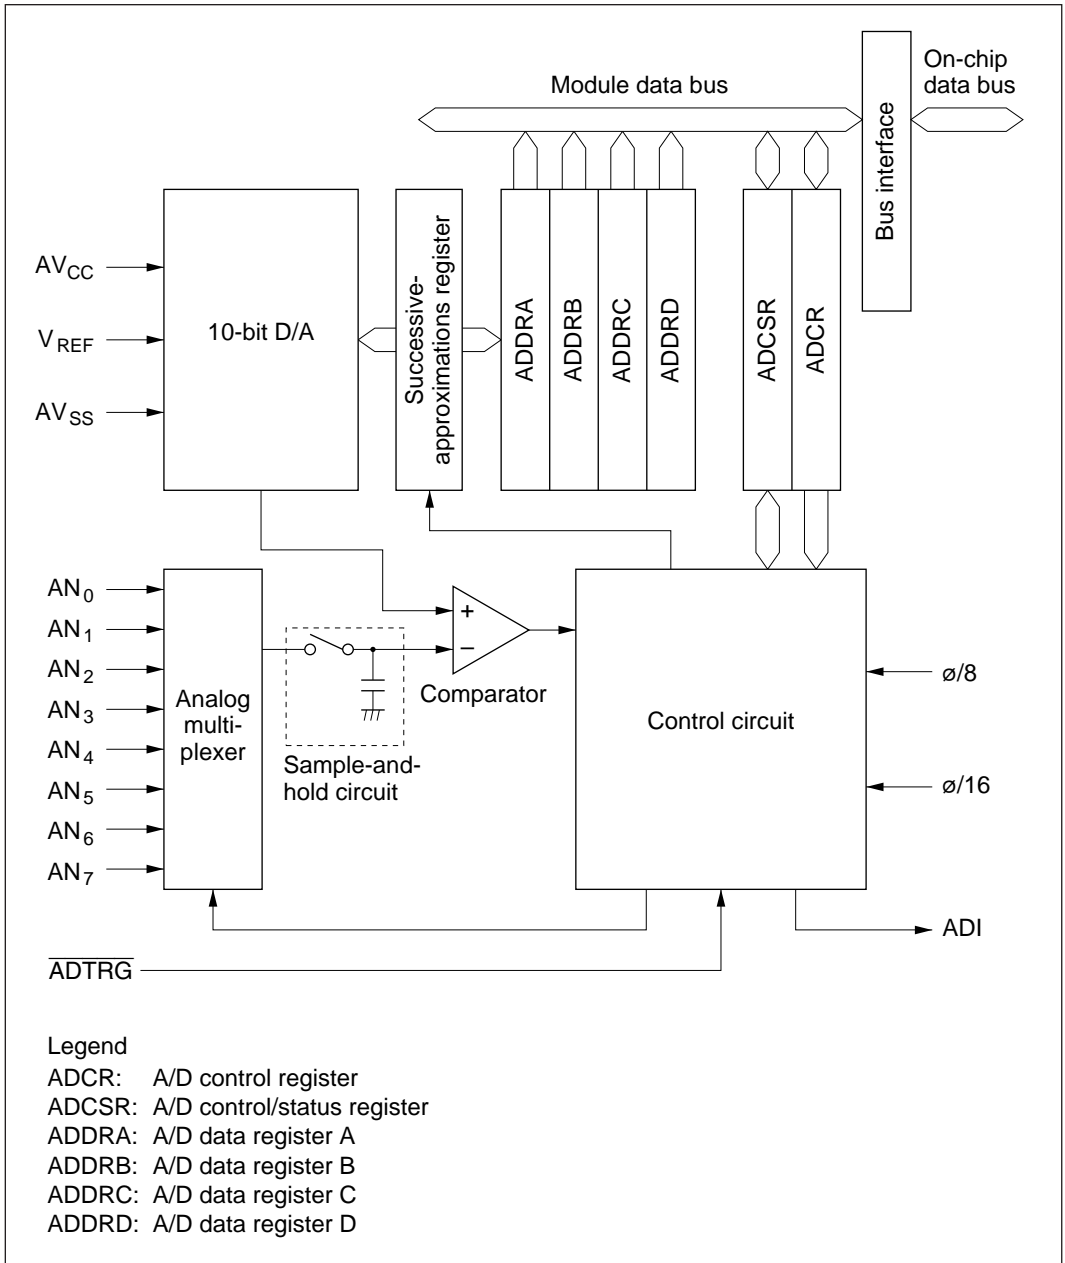 On-chip
data bus
Module data bus
Bus interface
AVCC
VREF
AVSS
10-bit D/A
Successive-
approximations register
ADDRA
ADDRB
ADDRC
ADDRD
ADCSR
ADCR
AN0
AN1
AN2
AN3
AN4
AN5
AN6
AN7
Analog
multi-
plexer
+
−
Comparator
Sample-and-
hold circuit
Control circuit
ø/8
ø/16
ADI
ADTRG
Legend
ADCR: A/D control register
ADCSR: A/D control/status register
ADDRA: A/D data register A
ADDRB: A/D data register B
ADDRC: A/D data register C
ADDRD: A/D data register D